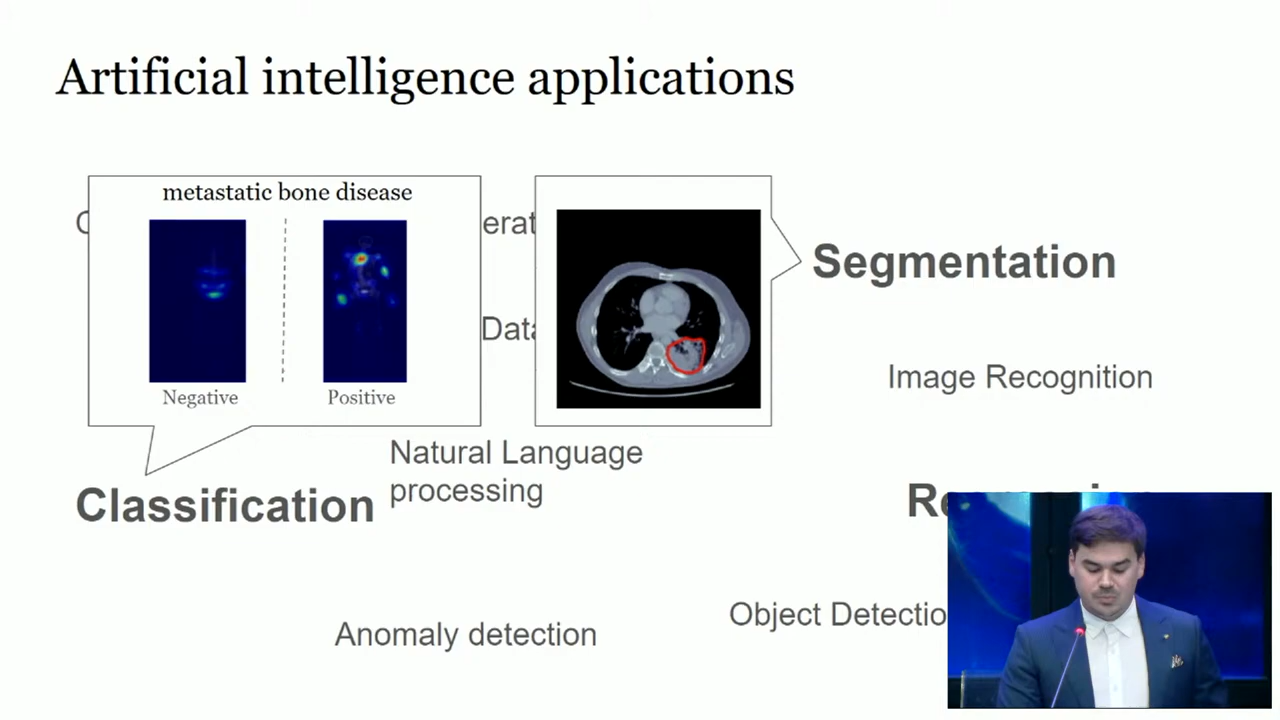 Artificial intelligence applications
metastatic bone disease
Negative
Positive
Segmentation
Image Recognition
Natural Language
processing
Classification
Anomaly detection